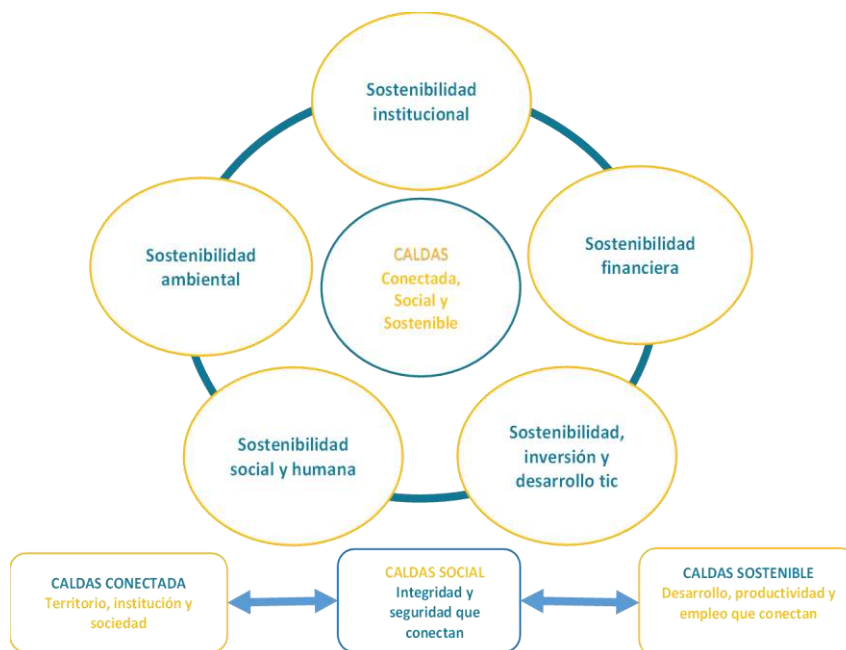 Sostenibilidad
institucional
Sostenibilidad
ambiental
CALDAS
Conectada,
Social y
Sostenible
Sostenibilidad
financiera
Sostenibilidad
social y humana
Sostenibilidad,
inversión y
desarrollo tic
CALDAS CONECTADA
Territorio, institución y
sociedad
CALDAS SOCIAL
Integridad y
seguridad que
conectan
CALDAS SOSTENIBLE
Desarrollo, productividad y
empleo que conectan